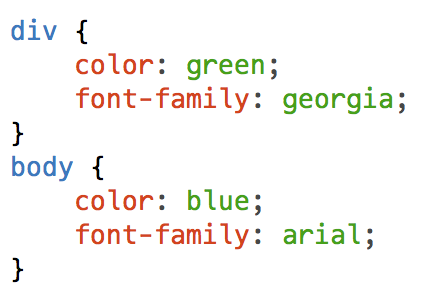 div {
    color: green;
    font-family: georgia;
}
body {
    color: blue;
    font-family: arial;
}